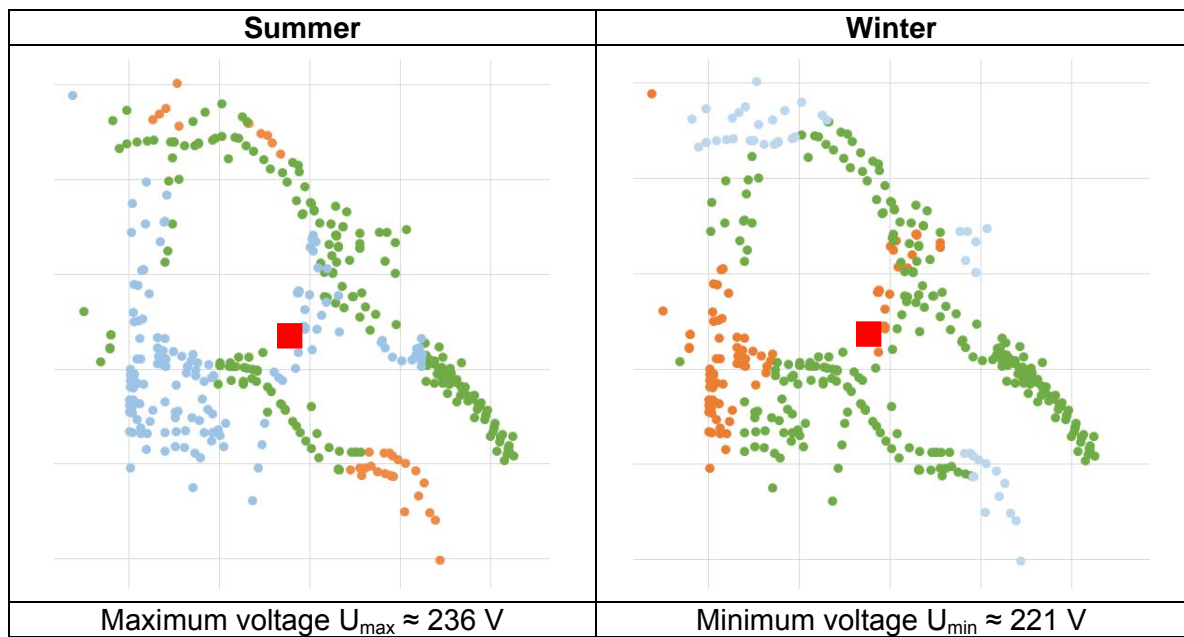 Summer
Winter
Maximum voltage Umax ≈ 236 V
Minimum voltage Umin ≈ 221 V